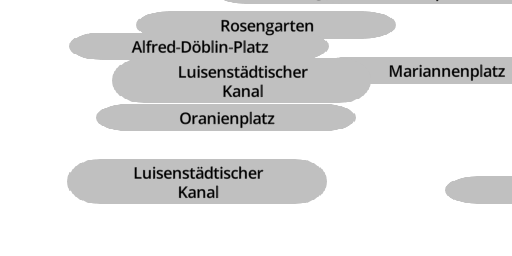 Rosengarten
Alfred-Döblin-Platz
Luisenstädtischer
Kanal
Mariannenplatz
Oranienplatz
Luisenstädtischer
Kanal